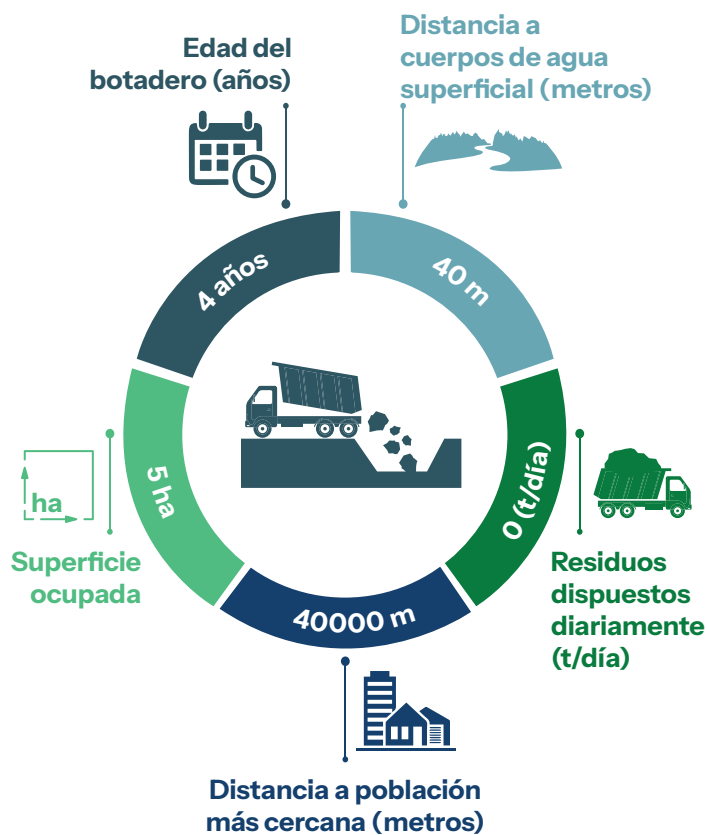 Edad del
botadero (años)
Distancia a
cuerpos de agua
superficial (metros)
4 años
40 m
5 ha
0 (t/día)
40000 m
ha
Superficie
ocupada
Residuos
dispuestos
diariamente
(t/día)
Distancia a población
más cercana (metros)